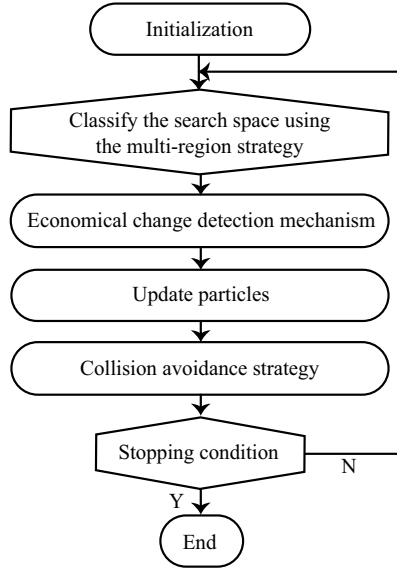 Initialization
Classify the search space using
the multi-region strategy
Economical change detection mechanism
Update particles
Collision avoidance strategy
Stopping condition
N
Y
End